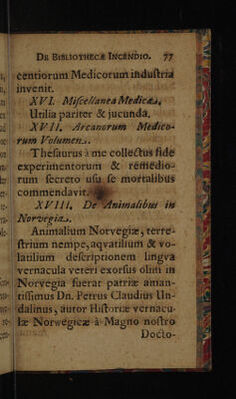 DE BIBLIOTHECÆ INCENDIO. 77
centiorum Medicorum induſtria
invenit.
XVI. Miſcellanea Medica.
Utilia pariter & jucunda.
XVII. Arcanorum Medico-
rum Volumen.
Theſaurus à me collectus fide
experimentorum & remedio-
rum ſecreto uſu ſe mortalibus
commendavit.
XVIII. De Animalibus in
Norvegia.
Animalium Norvegiæ, terre-
ſtrium nempe, aqvatilium & vo-
latilium deſcriptionem lingva
vernacula veteri exorſus olim in
Norvegia fuerat patriæ aman-
tiſſimus Dn. Petrus Claudius Un-
dalinus, autor Hiſtoriæ vernacu-
læ Norwegicæ à Magno noſtro
Docto-